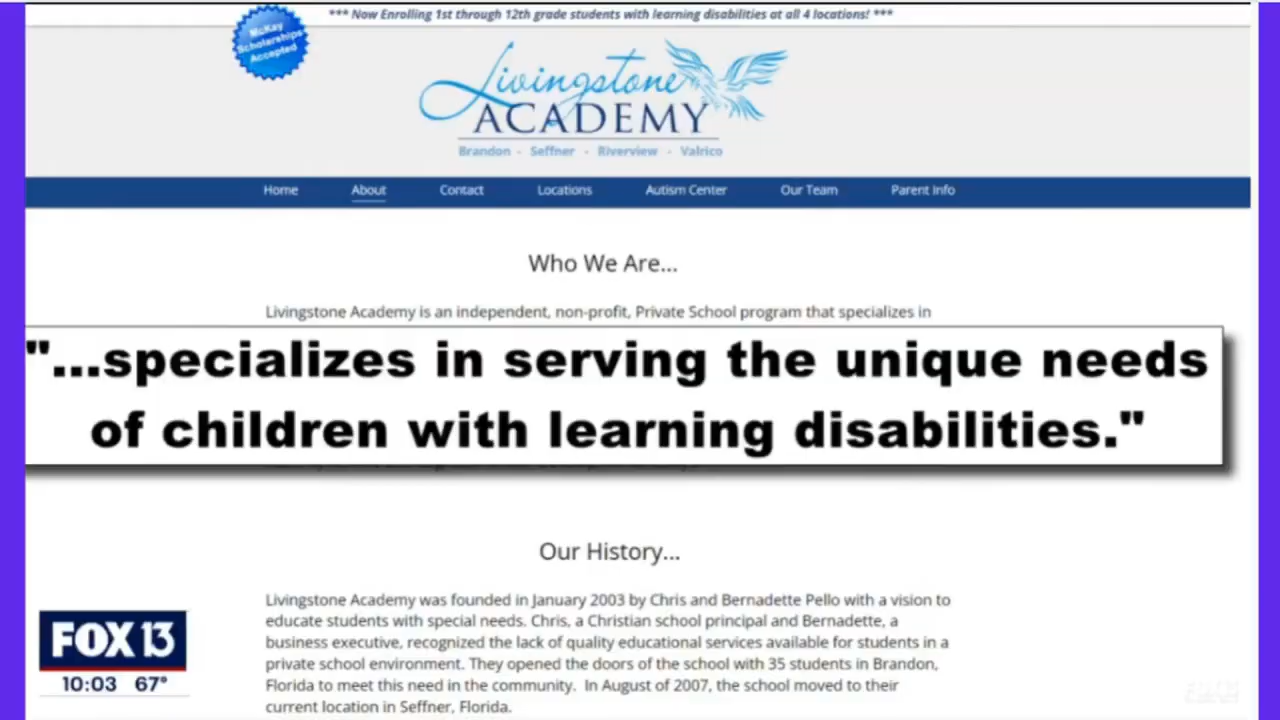 *** Now Enrolling 1st through 12th grade students with learning disabilities at all 4 locations! ***
McKay
Scholarships
Accepted
Livingstone
ACADEMY
Brandon - Seffner - Riverview - Valrico
Home About Contact Locations Autism Center Our Team Parent Info
Who We Are...
Livingstone Academy is an independent, non-profit, Private School program that specializes in
"...specializes in serving the unique needs
of children with learning disabilities."
Our History...
Livingstone Academy was founded in January 2003 by Chris and Bernadette Pello with a vision to
educate students with special needs. Chris, a Christian school principal and Bernadette, a
business executive, recognized the lack of quality educational services available for students in a
private school environment. They opened the doors of the school with 35 students in Brandon,
Florida to meet this need in the community. In August of 2007, the school moved to their
current location in Seffner, Florida.
FOX 13
10:03 67°